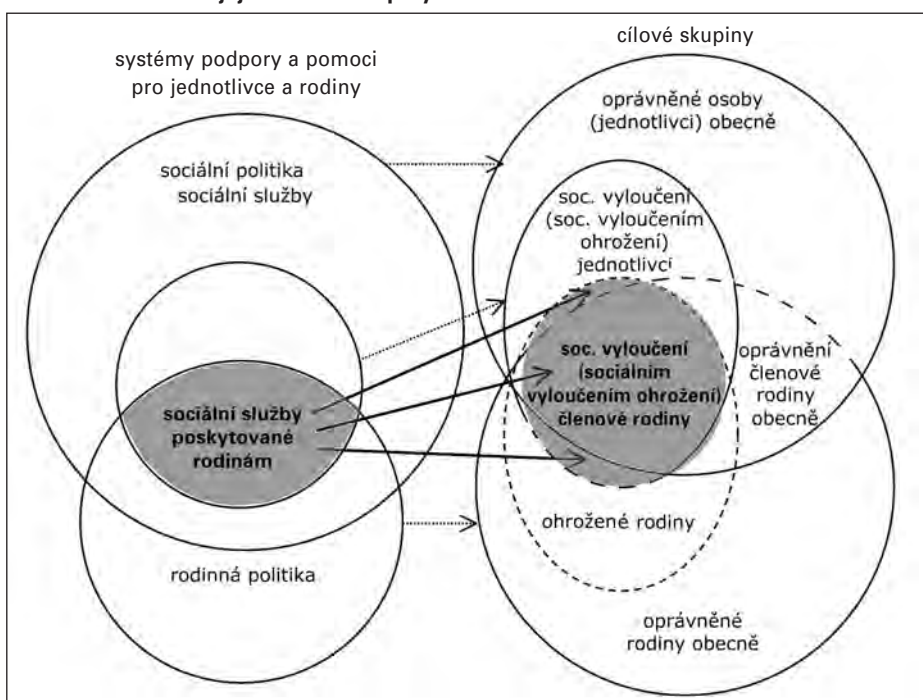 systémy podpory a pomoci
pro jednotlivce a rodiny
sociální politika
sociální služby
sociální služby
poskytované
rodinám
rodinná politika
cílové skupiny
oprávněné osoby
(jednotlivci) obecně
soc. vyloučení
(soc. vyloučením
ohrožení)
jednotlivci
soc. vyloučení
(sociálním
vyloučením ohrožení)
členové rodiny
oprávnění
členové
rodiny
obecně
ohrožené rodiny
oprávněné
rodiny obecně